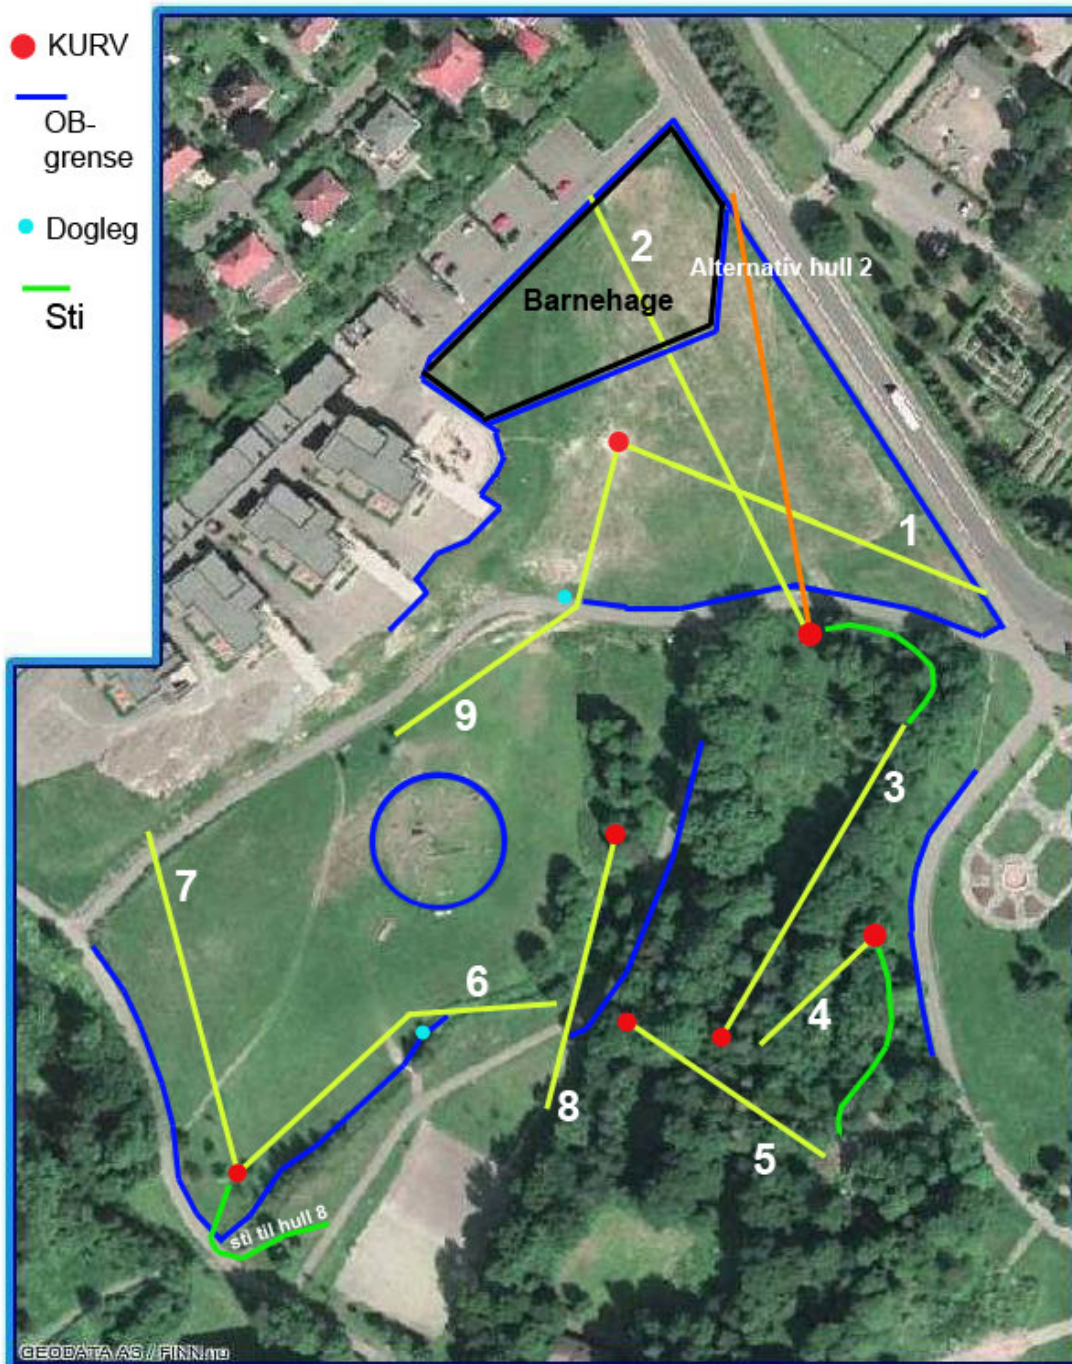 KURV
OB-
grense
Dogleg
Sti
2
Alternativ hull 2
Barnehage
1
9
3
7
6
4
8
5
sti til hull 8
GEODATA AS / FINN.no